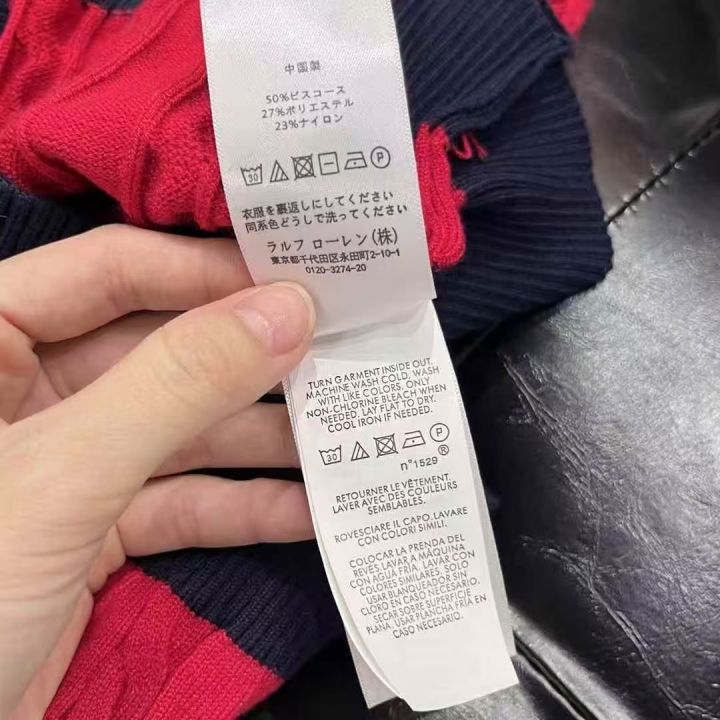 中国製
50%ビスコース
27%ポリエステル
23%ナイロン
30 P
衣服を裏返しにしてください
同系色どうしで洗ってください
ラルフ ローレン(株)
東京都千代田区永田町2-10-1
0120-3274-20
TURN GARMENT INSIDE OUT.
MACHINE WASH COLD, WASH
WITH LIKE COLORS, ONLY
NON-CHLORINE BLEACH WHEN
NEEDED. LAY FLAT TO DRY.
COOL IRON IF NEEDED.
30 P
n°1529 ®
RETOURNER LE VÊTEMENT.
LAVER AVEC DES COULEURS
SEMBLABLES.
ROVESCIARE IL CAPO. LAVARE
CON COLORI SIMILI.
COLOCAR LA PRENDA DEL
REVÉS LAVAR A MÁQUINA
CON AGUA FRÍA. LAVAR CON
COLORES SIMILARES. SOLO
USAR BLANQUEADOR SIN
CLORO EN CASO NECESARIO.
SECAR SOBRE SUPERFICIE
PLANA. USAR PLANCHA FRÍA EN
CASO NECESARIO.